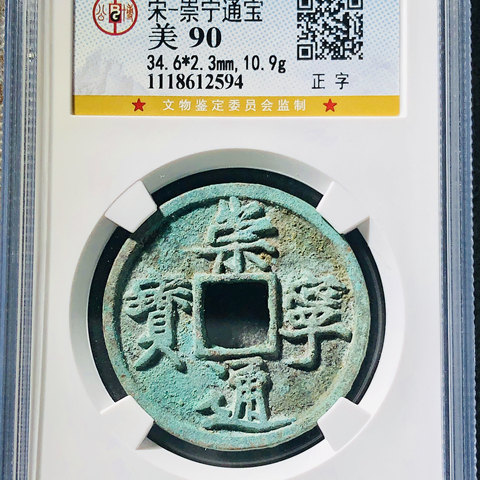 宋-崇宁通宝
美 90
34.6*2.3mm,10.9g
1118612594
正 字
★ 文物鉴定委员会监制 ★
崇
寶 寧
通